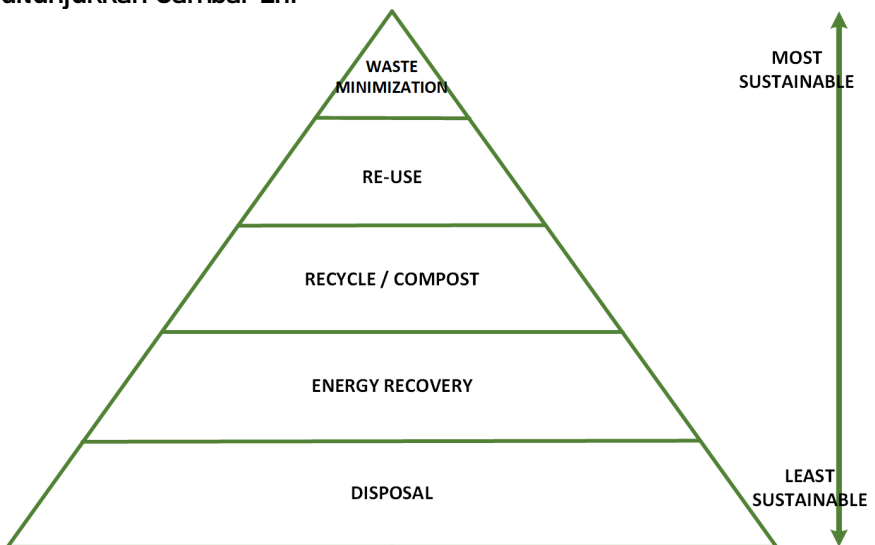 WASTE
MINIMIZATION
MOST
SUSTAINABLE
RE-USE
RECYCLE / COMPOST
ENERGY RECOVERY
DISPOSAL
LEAST
SUSTAINABLE